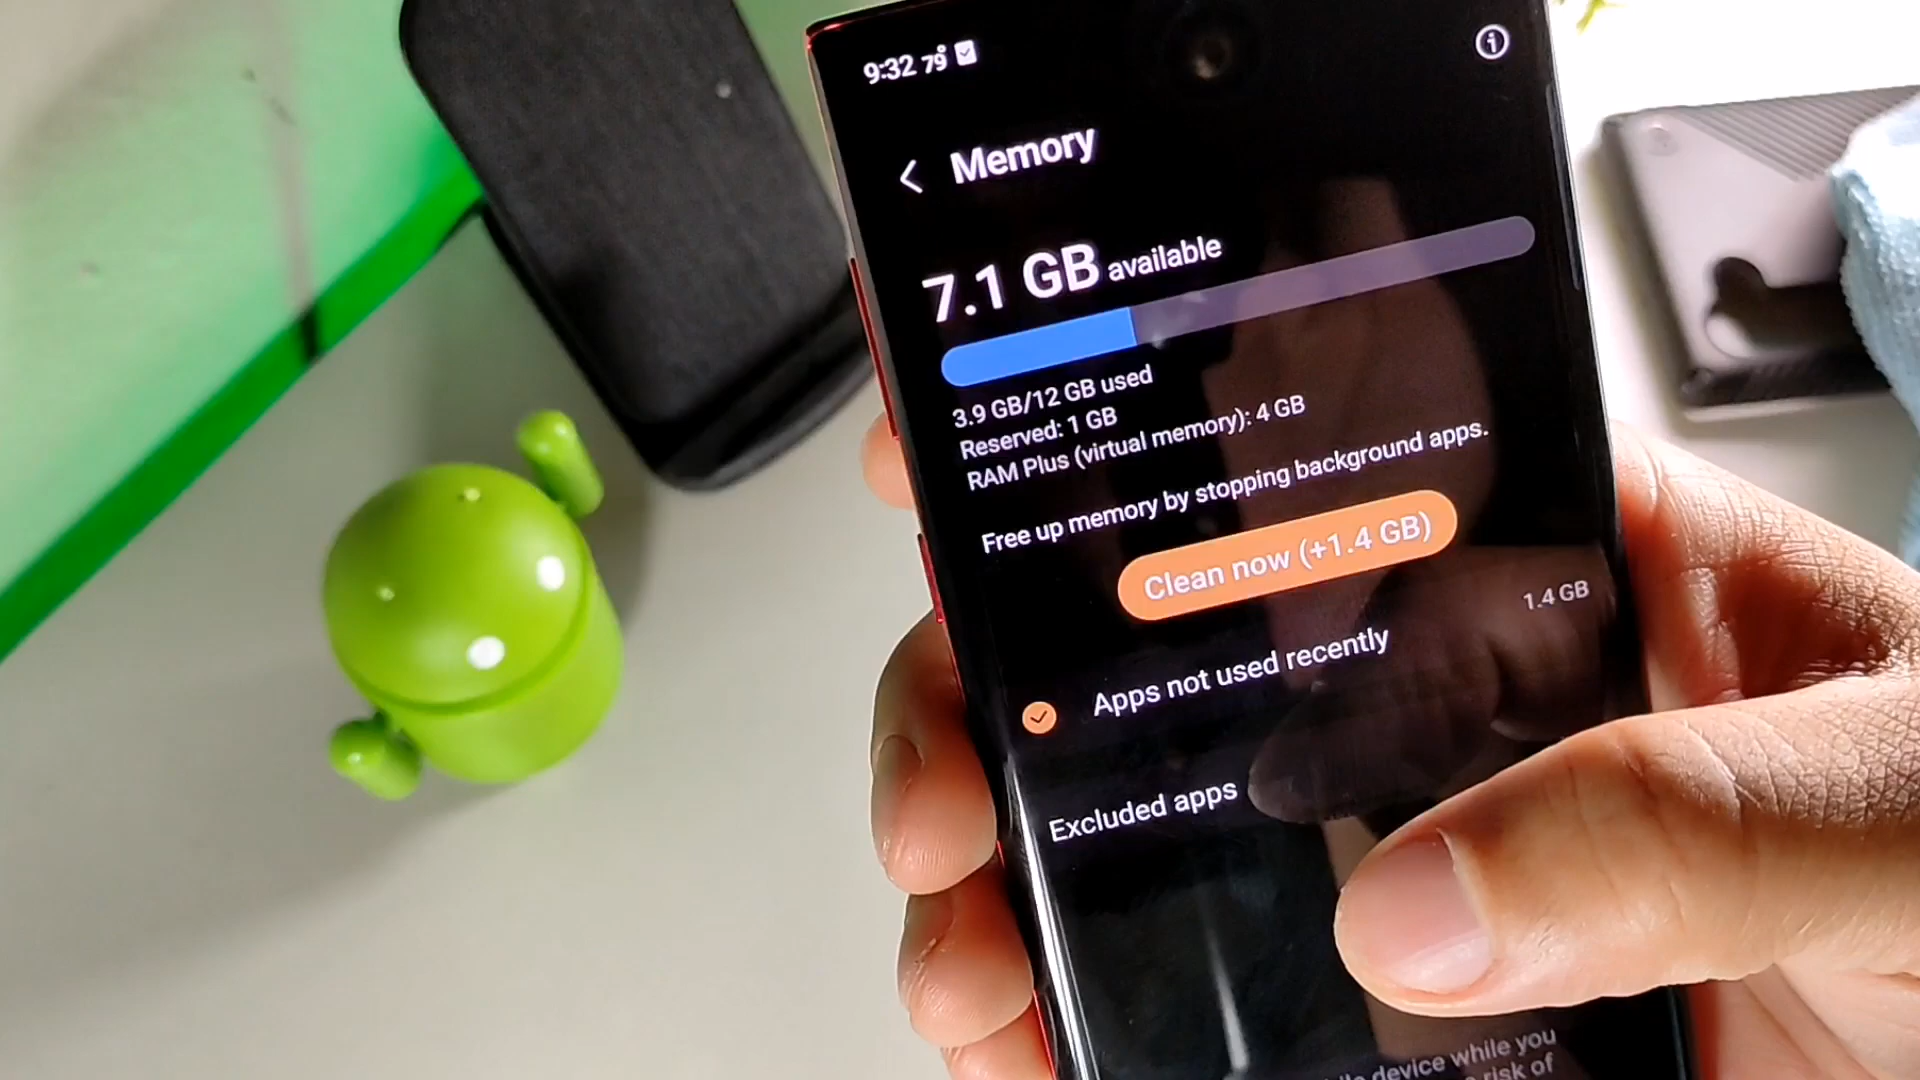 9:32 79°
Memory
7.1 GB available
3.9 GB/12 GB used
Reserved: 1 GB
RAM Plus (virtual memory): 4 GB
Free up memory by stopping background apps.
Clean now (+1.4 GB)
1.4 GB
Apps not used recently
Excluded apps
device while you
risk of